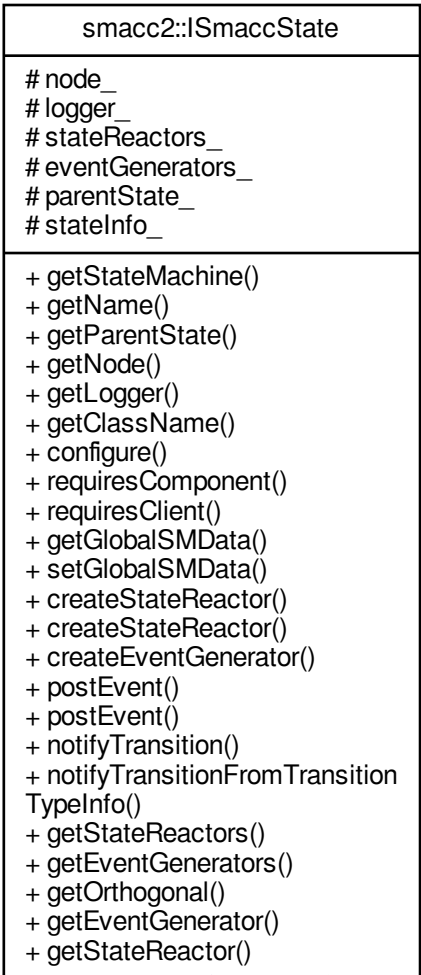 smacc2::ISmaccState
# node_
# logger_
# stateReactors_
# eventGenerators_
# parentState_
# stateInfo_
+ getStateMachine()
+ getName()
+ getParentState()
+ getNode()
+ getLogger()
+ getClassName()
+ configure()
+ requiresComponent()
+ requiresClient()
+ getGlobalSMData()
+ setGlobalSMData()
+ createStateReactor()
+ createStateReactor()
+ createEventGenerator()
+ postEvent()
+ postEvent()
+ notifyTransition()
+ notifyTransitionFromTransition
TypeInfo()
+ getStateReactors()
+ getEventGenerators()
+ getOrthogonal()
+ getEventGenerator()
+ getStateReactor()